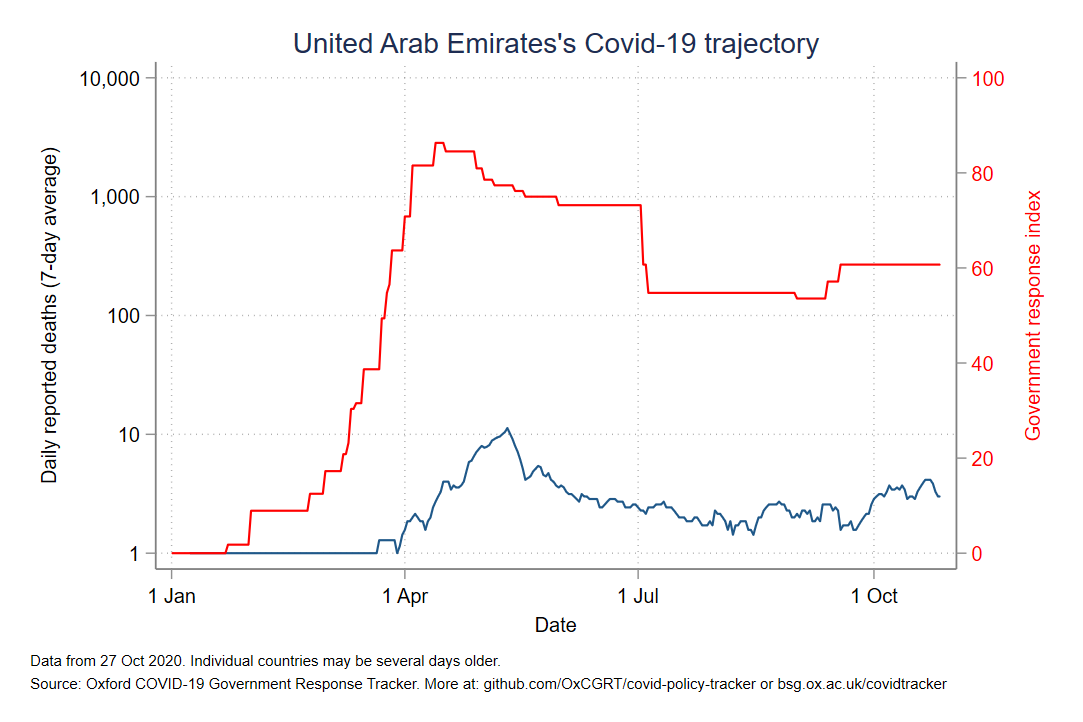 United Arab Emirates's Covid-19 trajectory
10,000
1,000
100
10
1
Daily reported deaths (7-day average)
100
80
60
40
20
0
Government response index
1 Jan
1 Apr
1 Jul
1 Oct
Date
Data from 27 Oct 2020. Individual countries may be several days older.
Source: Oxford COVID-19 Government Response Tracker. More at: github.com/OxCGRT/covid-policy-tracker or bsg.ox.ac.uk/covidtracker